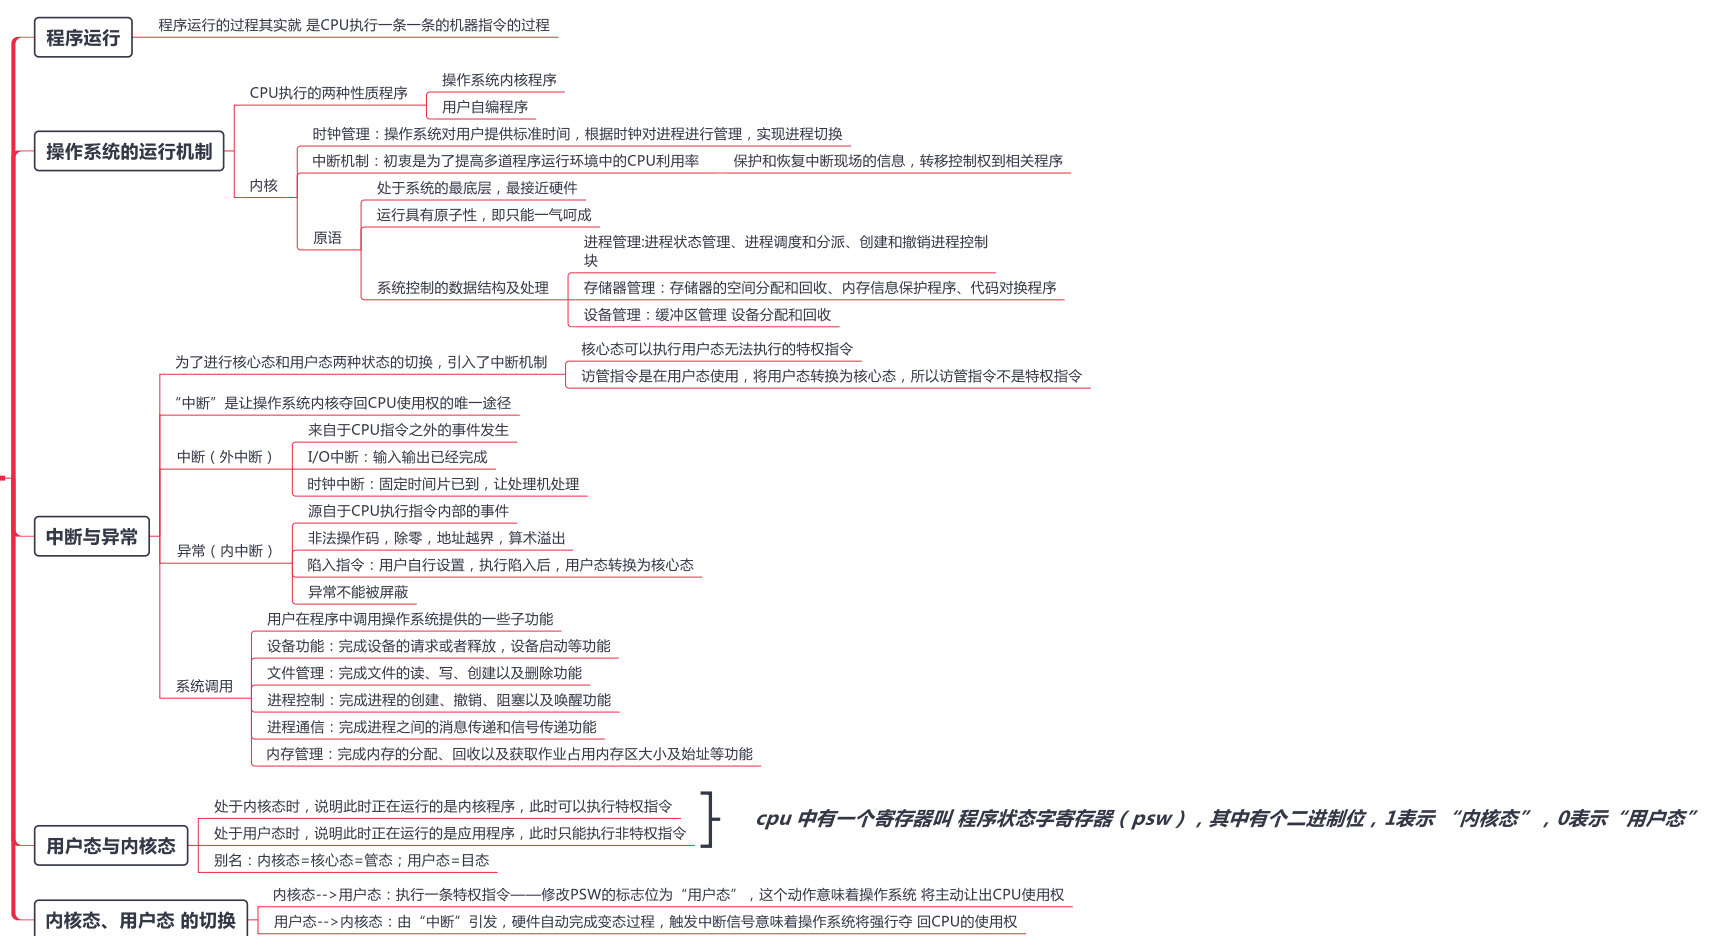 程序运行
程序运行的过程其实就 是CPU执行一条一条的机器指令的过程
操作系统的运行机制
CPU执行的两种性质程序
操作系统内核程序
用户自编程序
内核
时钟管理：操作系统对用户提供标准时间，根据时钟对进程进行管理，实现进程切换
中断机制：初衷是为了提高多道程序运行环境中的CPU利用率
保护和恢复中断现场的信息，转移控制权到相关程序
原语
处于系统的最底层，最接近硬件
运行具有原子性，即只能一气呵成
系统控制的数据结构及处理
进程管理:进程状态管理、进程调度和分派、创建和撤销进程控制
块
存储器管理：存储器的空间分配和回收、内存信息保护程序、代码对换程序
设备管理：缓冲区管理 设备分配和回收
中断与异常
为了进行核心态和用户态两种状态的切换，引入了中断机制
核心态可以执行用户态无法执行的特权指令
访管指令是在用户态使用，将用户态转换为核心态，所以访管指令不是特权指令
“中断”是让操作系统内核夺回CPU使用权的唯一途径
中断（外中断）
来自于CPU指令之外的事件发生
I/O中断：输入输出已经完成
时钟中断：固定时间片已到，让处理机处理
异常（内中断）
源自于CPU执行指令内部的事件
非法操作码，除零，地址越界，算术溢出
陷入指令：用户自行设置，执行陷入后，用户态转换为核心态
异常不能被屏蔽
系统调用
用户在程序中调用操作系统提供的一些子功能
设备功能：完成设备的请求或者释放，设备启动等功能
文件管理：完成文件的读、写、创建以及删除功能
进程控制：完成进程的创建、撤销、阻塞以及唤醒功能
进程通信：完成进程之间的消息传递和信号传递功能
内存管理：完成内存的分配、回收以及获取作业占用内存区大小及始址等功能
用户态与内核态
处于内核态时，说明此时正在运行的是内核程序，此时可以执行特权指令
处于用户态时，说明此时正在运行的是应用程序，此时只能执行非特权指令
别名：内核态=核心态=管态；用户态=目态
cpu 中有一个寄存器叫 程序状态字寄存器（psw），其中有个二进制位，1表示 “内核态”，0表示“用户态”
内核态、用户态 的切换
内核态-->用户态：执行一条特权指令——修改PSW的标志位为“用户态”，这个动作意味着操作系统 将主动让出CPU使用权
用户态-->内核态：由“中断”引发，硬件自动完成变态过程，触发中断信号意味着操作系统将强行夺 回CPU的使用权